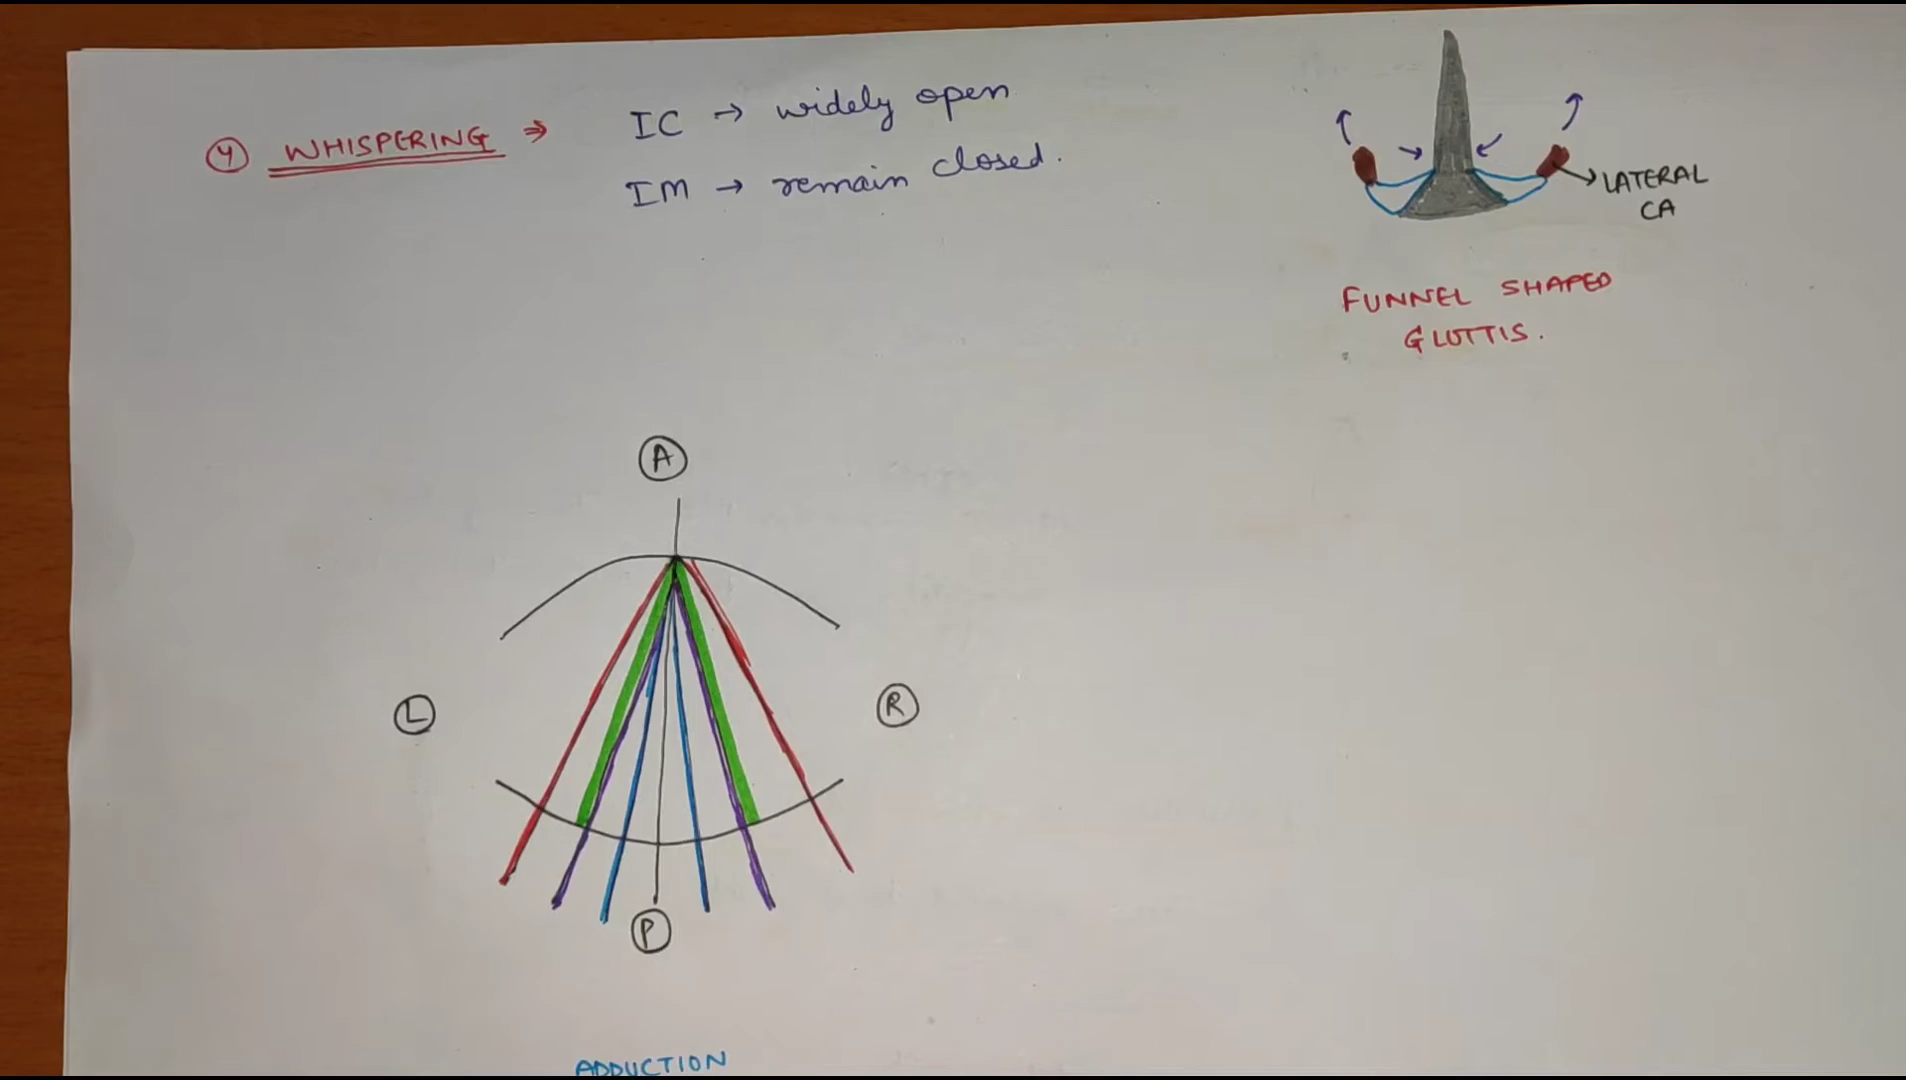 4 WHISPERING ⇒ IC → widely open
IM → remain closed.
LATERAL
CA
FUNNEL SHAPED
GLOTTIS.
A
L
R
P
ADDUCTION